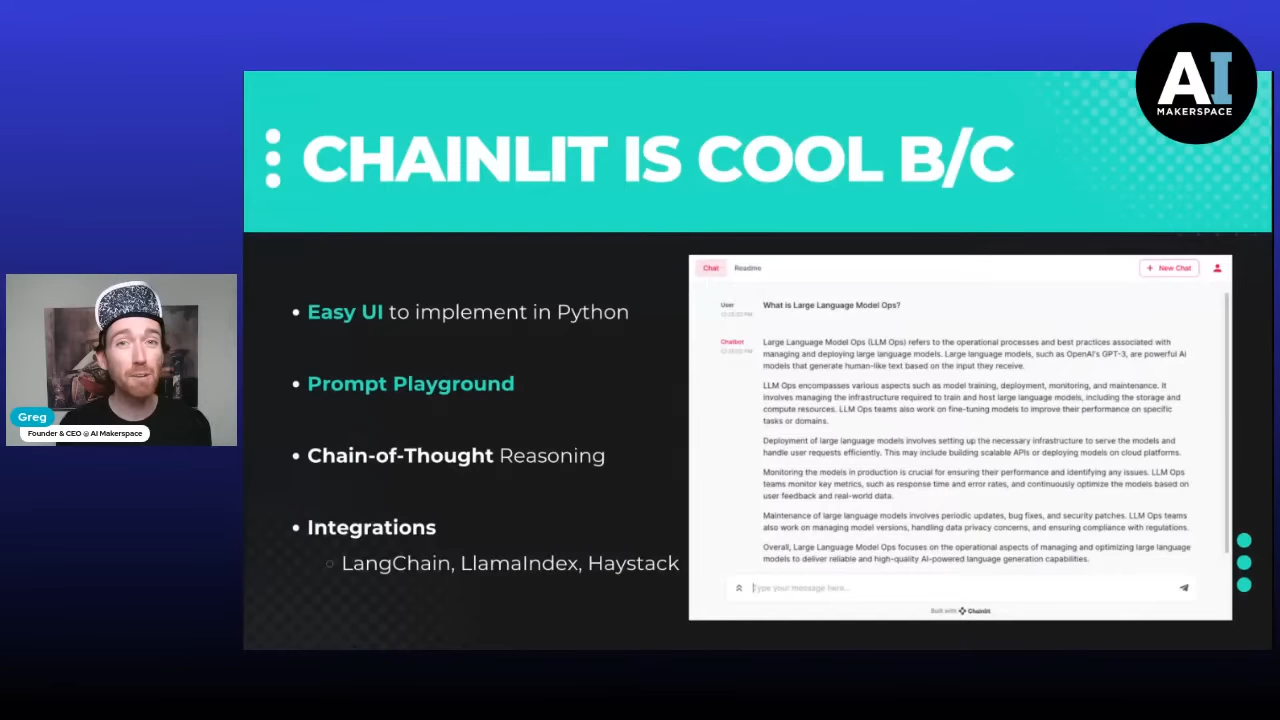 AI
MAKERSPACE
CHAINLIT IS COOL B/C
Greg
Founder & CEO @ AI Makerspace
• Easy UI to implement in Python
• Prompt Playground
• Chain-of-Thought Reasoning
• Integrations
○ LangChain, LlamaIndex, Haystack
Chat Readme
+ New Chat
User What is Large Language Model Ops?
Chatbot Large Language Model Ops (LLM Ops) refers to the operational processes and best practices associated with
managing and deploying large language models. Large language models, such as OpenAI's GPT-3, are powerful AI
models that generate human-like text based on the input they receive.
LLM Ops encompasses various aspects such as model training, deployment, monitoring, and maintenance. It
involves managing the infrastructure required to train and host large language models, including the storage and
compute resources. LLM Ops teams also work on fine-tuning models to improve their performance on specific
tasks or domains.
Deployment of large language models involves setting up the necessary infrastructure to serve the models and
handle user requests efficiently. This may include building scalable APIs or deploying models on cloud platforms.
Monitoring the models in production is crucial for ensuring their performance and identifying any issues. LLM Ops
teams monitor key metrics, such as response time and error rates, and continuously optimize the models based on
user feedback and real-world data.
Maintenance of large language models involves periodic updates, bug fixes, and security patches. LLM Ops teams
also work on managing model versions, handling data privacy concerns, and ensuring compliance with regulations.
Overall, Large Language Model Ops focuses on the operational aspects of managing and optimizing large language
models to deliver reliable and high-quality AI-powered language generation capabilities.
Type your message here...
Built with Chainlit